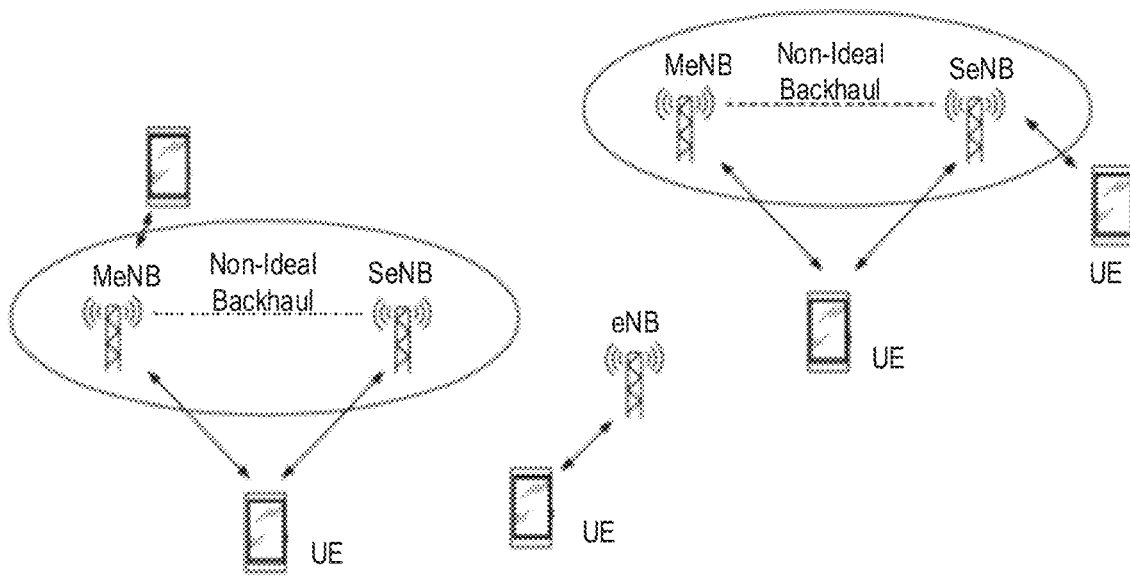 Non-Ideal
MeNB
SeNB
Backhaul
UE
Non-Ideal
MeNB
SeNB
Backhaul
eNB
UE
UE
UE